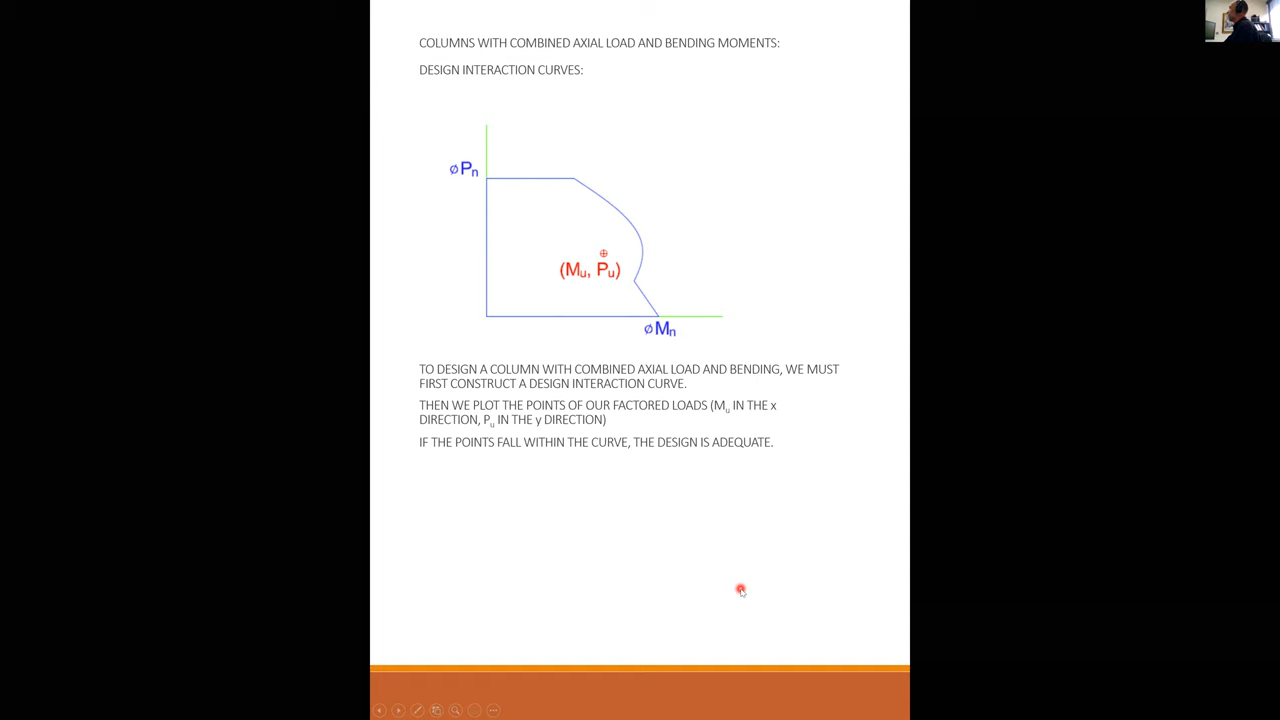 COLUMNS WITH COMBINED AXIAL LOAD AND BENDING MOMENTS:
DESIGN INTERACTION CURVES:
øPn
(Mu, Pu)
øMn
TO DESIGN A COLUMN WITH COMBINED AXIAL LOAD AND BENDING, WE MUST
FIRST CONSTRUCT A DESIGN INTERACTION CURVE.
THEN WE PLOT THE POINTS OF OUR FACTORED LOADS (Mu IN THE x
DIRECTION, Pu IN THE y DIRECTION)
IF THE POINTS FALL WITHIN THE CURVE, THE DESIGN IS ADEQUATE.